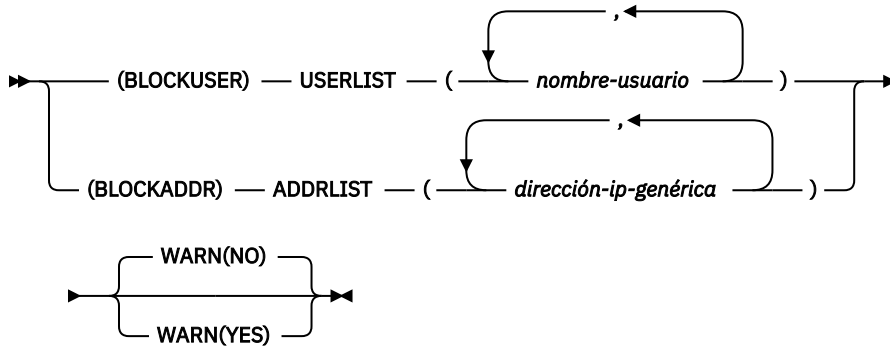 ,
(BLOCKUSER) USERLIST ( nombre-usuario )
,
(BLOCKADDR) ADDRLIST ( dirección-ip-genérica )
WARN(NO)
WARN(YES)